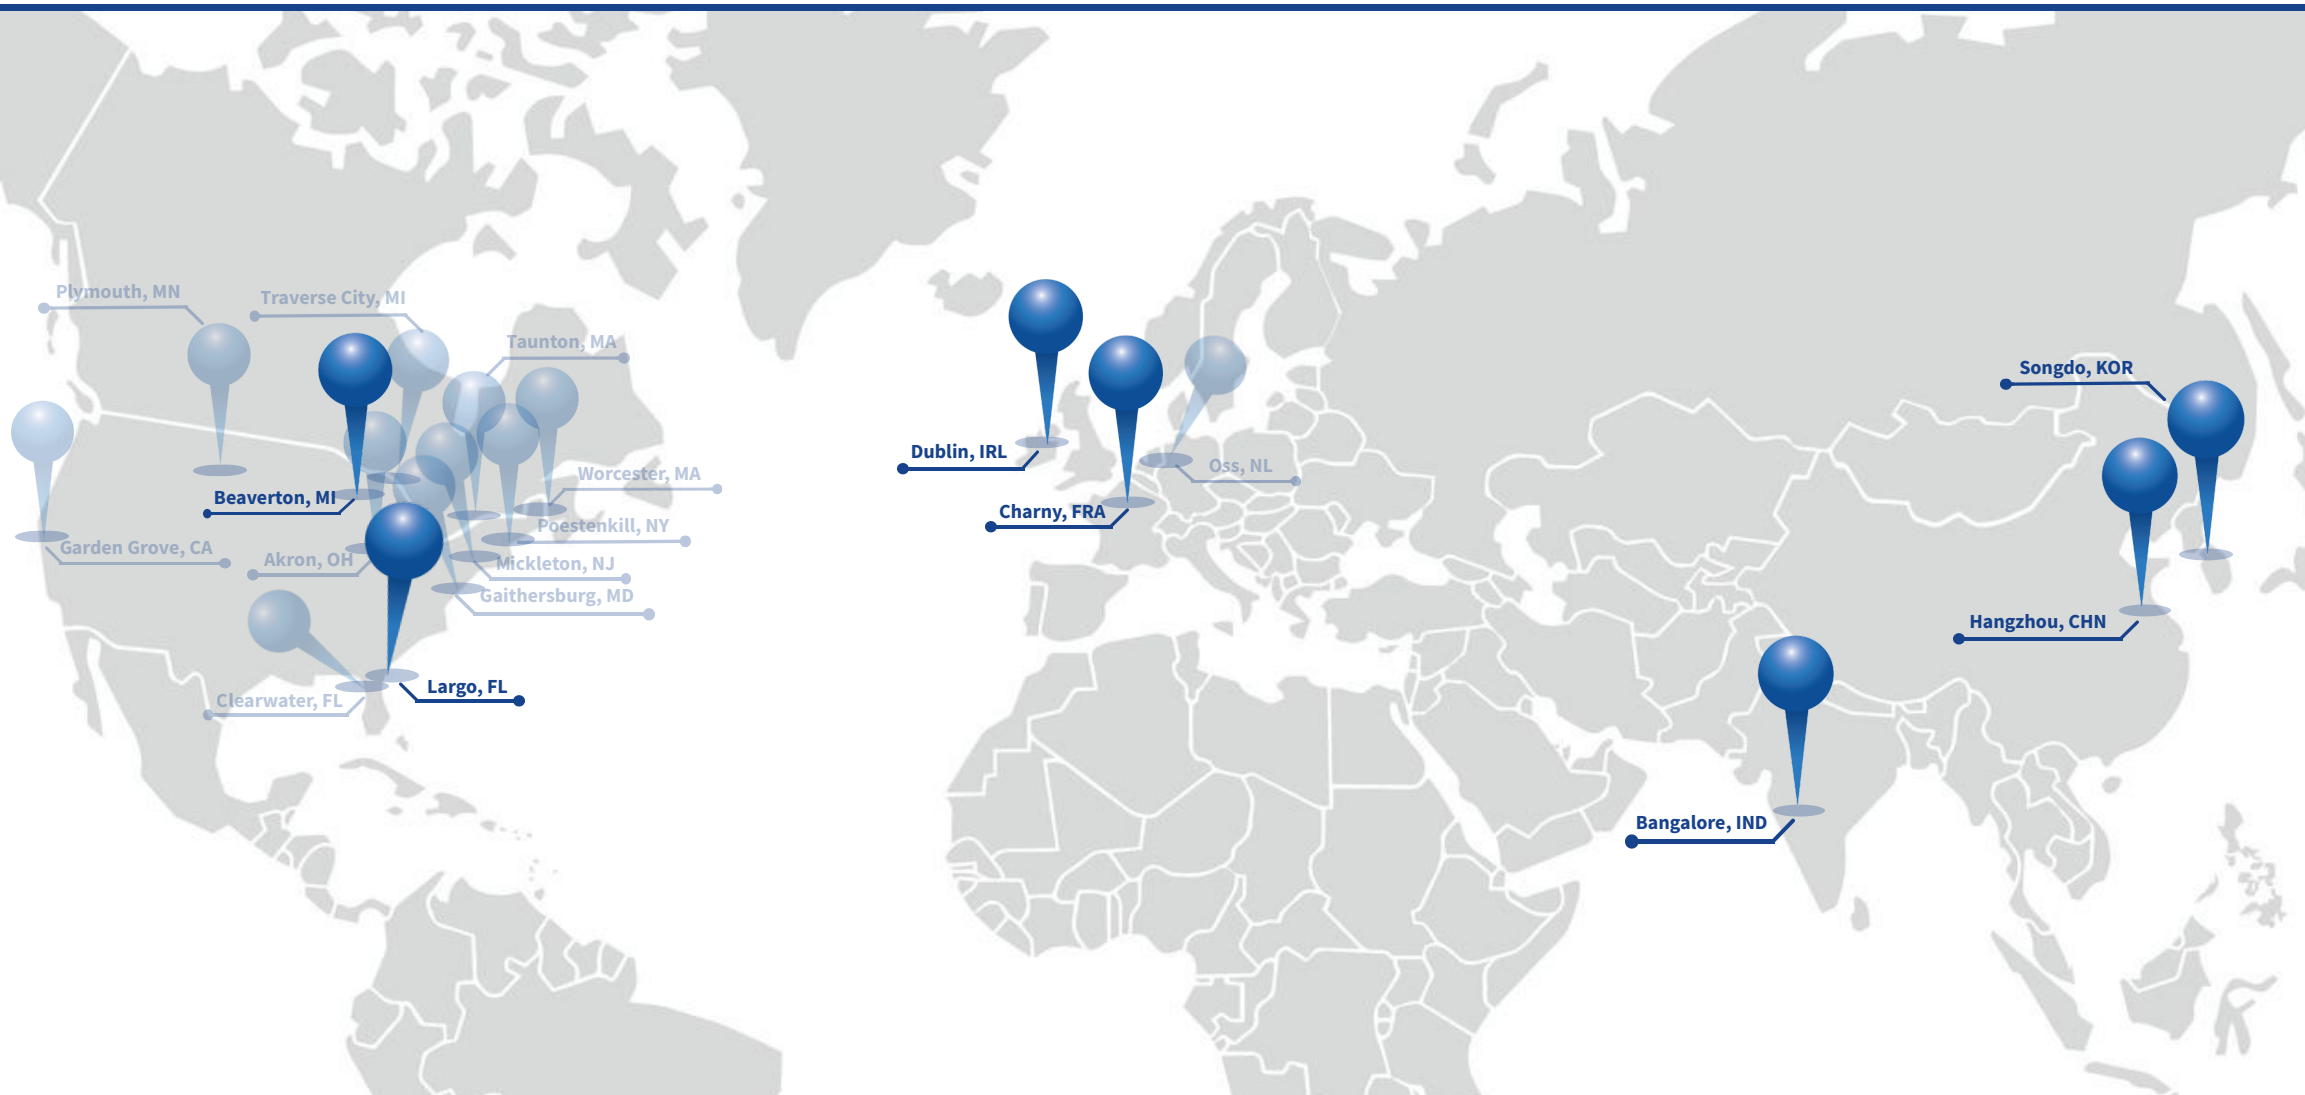 Plymouth, MN
Traverse City, MI
Taunton, MA
Songdo, KOR
Dublin, IRL
Oss, NL
Worcester, MA
Beaverton, MI
Charny, FRA
Poestenkill, NY
Garden Grove, CA
Akron, OH
Mickleton, NJ
Gaithersburg, MD
Hangzhou, CHN
Largo, FL
Clearwater, FL
Bangalore, IND